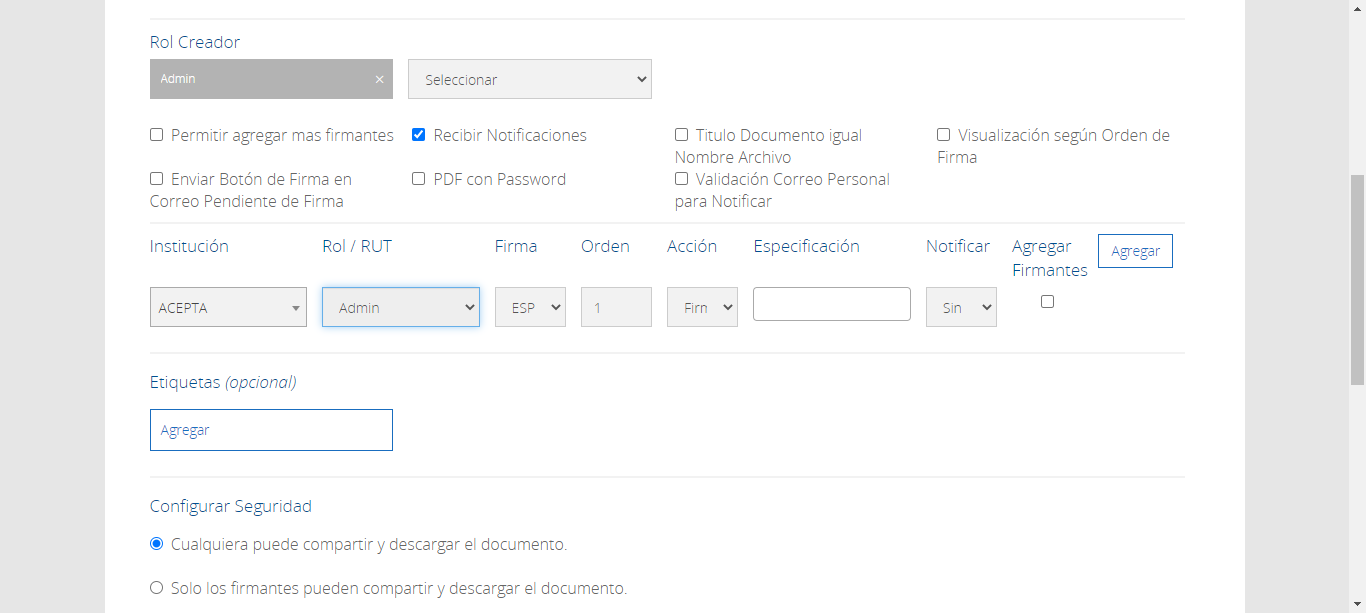 Rol Creador
Admin ×
Seleccionar
Permitir agregar mas firmantes
Recibir Notificaciones
Titulo Documento igual
Nombre Archivo
Visualización según Orden de
Firma
Enviar Botón de Firma en
Correo Pendiente de Firma
PDF con Password
Validación Correo Personal
para Notificar
Institución
Rol / RUT
Firma
Orden
Acción
Especificación
Notificar
Agregar
Firmantes
Agregar
ACEPTA
Admin
ESP
1
Firn
Sin
Etiquetas (opcional)
Agregar
Configurar Seguridad
Cualquiera puede compartir y descargar el documento.
Solo los firmantes pueden compartir y descargar el documento.